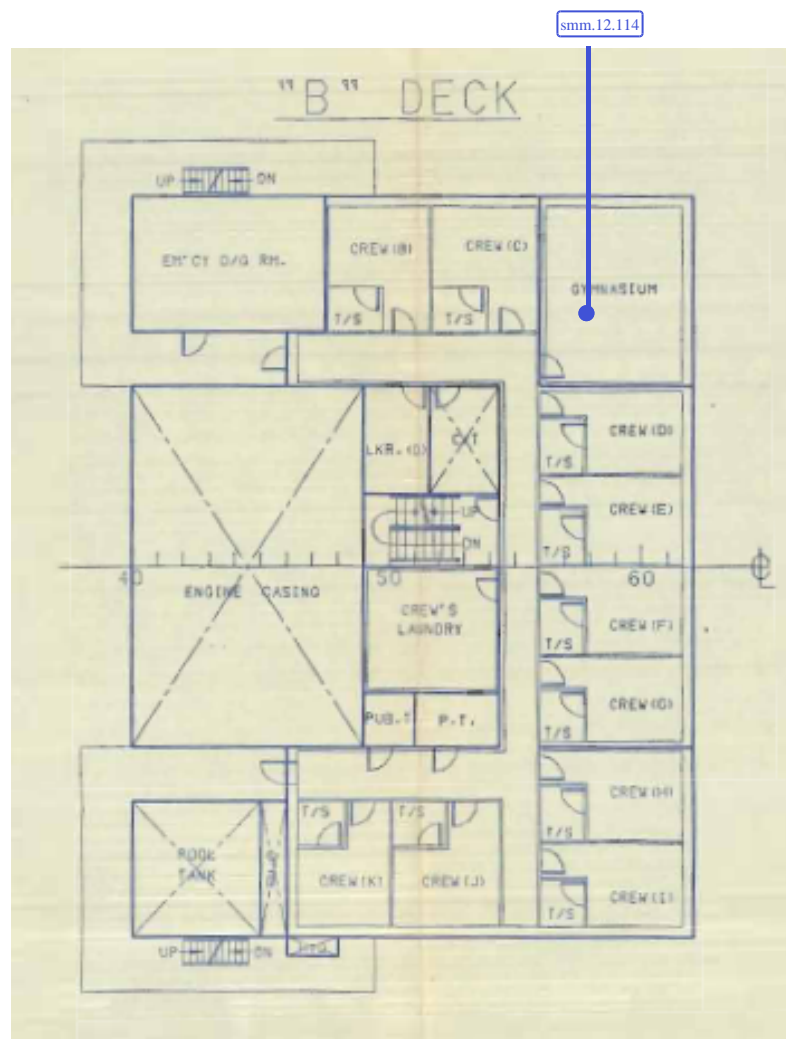 smm.12.114
"B" DECK
UP DN
EM'CY D/G RM.
CREW(B)
CREW(C)
GYMNASIUM
T/S
T/S
LKR.(D)
CREW(D)
T/S
UP
CREW(E)
DN
T/S
40
50
60
ENGINE CASING
CREW'S
LAUNDRY
CREW(F)
T/S
CREW(G)
PUB.T
P.T.
T/S
CREW(H)
T/S
T/S
T/S
CREW(K)
CREW(J)
TANK
CREW(I)
T/S
UP DN